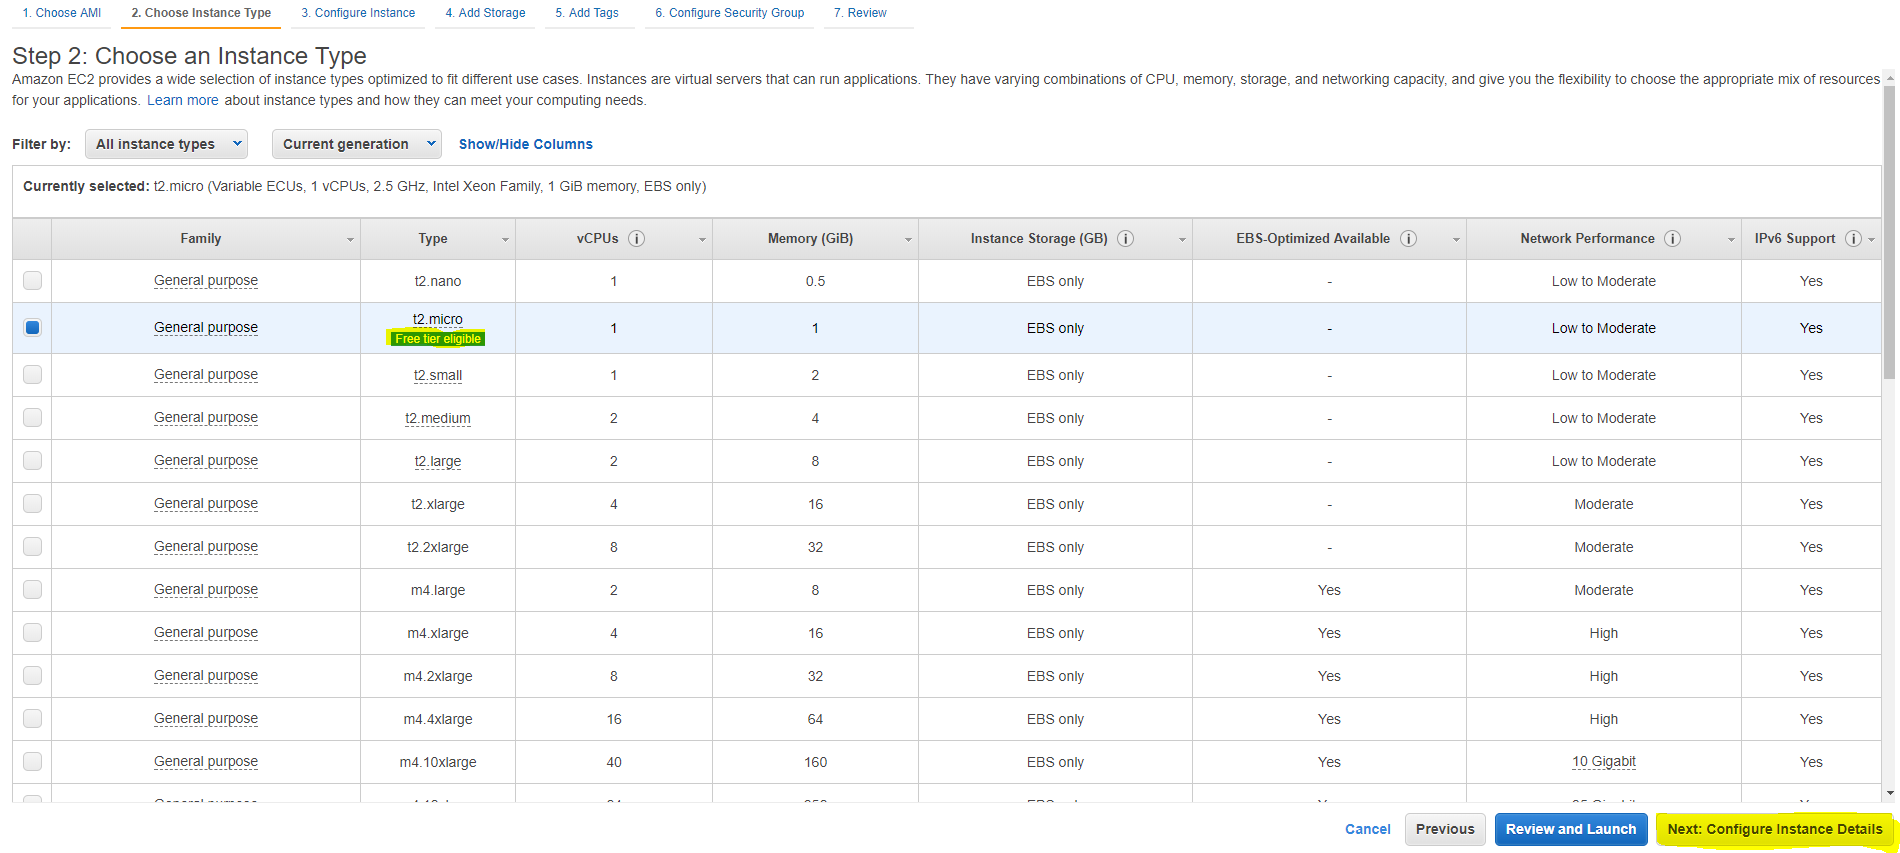 1. Choose AMI 2. Choose Instance Type 3. Configure Instance 4. Add Storage 5. Add Tags 6. Configure Security Group 7. Review
Step 2: Choose an Instance Type
Amazon EC2 provides a wide selection of instance types optimized to fit different use cases. Instances are virtual servers that can run applications. They have varying combinations of CPU, memory, storage, and networking capacity, and give you the flexibility to choose the appropriate mix of resources
for your applications. Learn more about instance types and how they can meet your computing needs.
Filter by: All instance types Current generation Show/Hide Columns
Currently selected: t2.micro (Variable ECUs, 1 vCPUs, 2.5 GHz, Intel Xeon Family, 1 GiB memory, EBS only)
Family Type vCPUs i Memory (GiB) Instance Storage (GB) i EBS-Optimized Available i Network Performance i IPv6 Support i
General purpose t2.nano 1 0.5 EBS only - Low to Moderate Yes
General purpose t2.micro 1 1 EBS only - Low to Moderate Yes
Free tier eligible
General purpose t2.small 1 2 EBS only - Low to Moderate Yes
General purpose t2.medium 2 4 EBS only - Low to Moderate Yes
General purpose t2.large 2 8 EBS only - Low to Moderate Yes
General purpose t2.xlarge 4 16 EBS only - Moderate Yes
General purpose t2.2xlarge 8 32 EBS only - Moderate Yes
General purpose m4.large 2 8 EBS only Yes Moderate Yes
General purpose m4.xlarge 4 16 EBS only Yes High Yes
General purpose m4.2xlarge 8 32 EBS only Yes High Yes
General purpose m4.4xlarge 16 64 EBS only Yes High Yes
General purpose m4.10xlarge 40 160 EBS only Yes 10 Gigabit Yes
Cancel Previous Review and Launch Next: Configure Instance Details